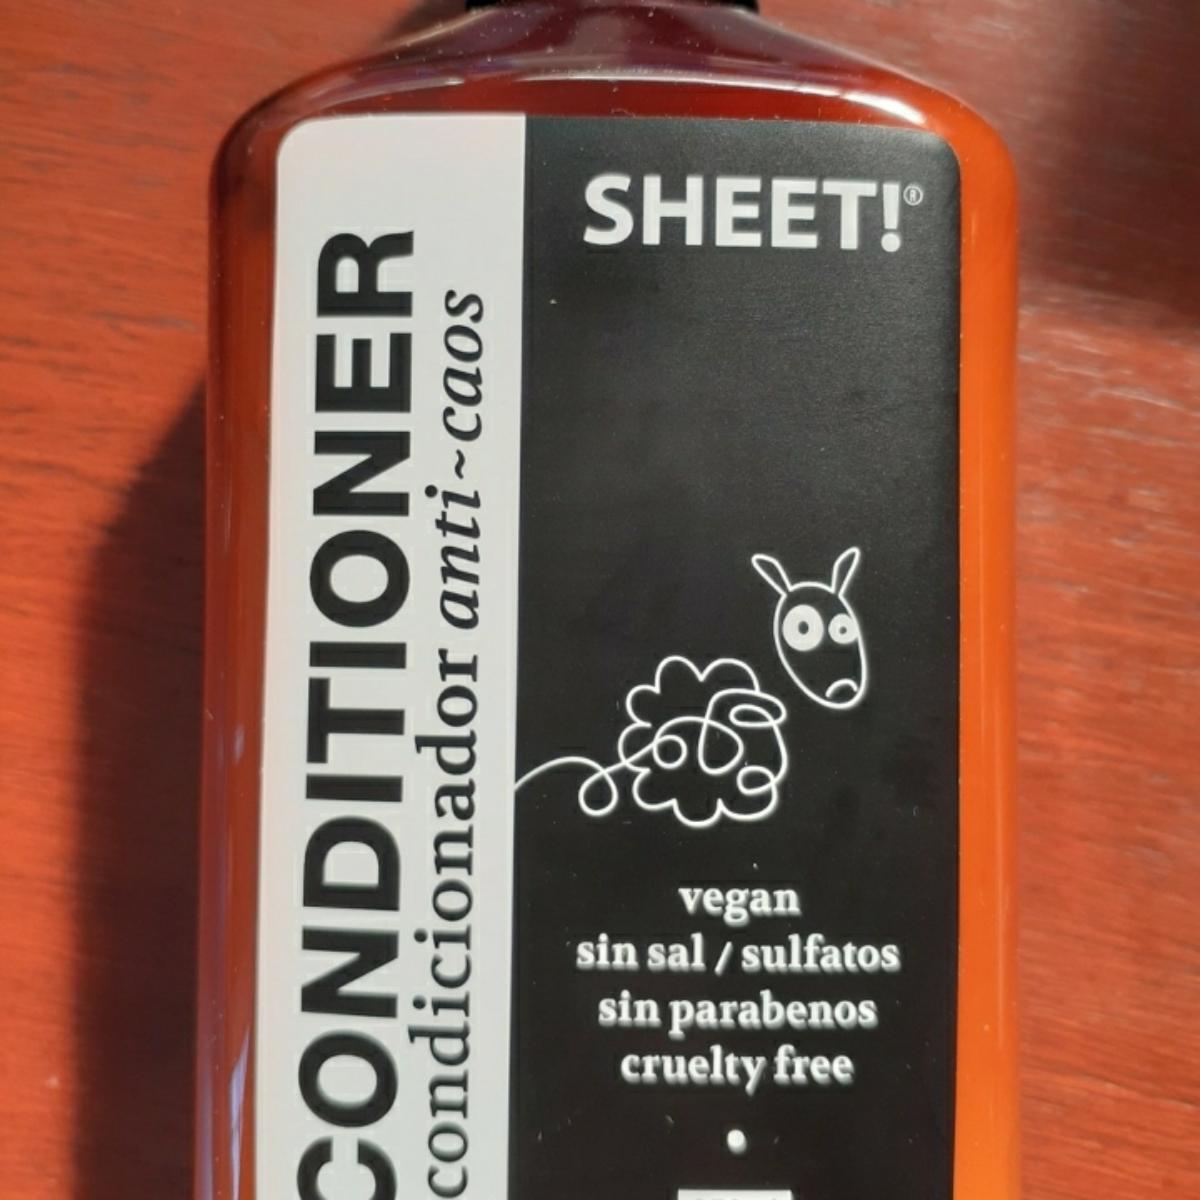 SHEET!®
CONDITIONER
condicionador anti~caos
vegan
sin sal / sulfatos
sin parabenos
cruelty free